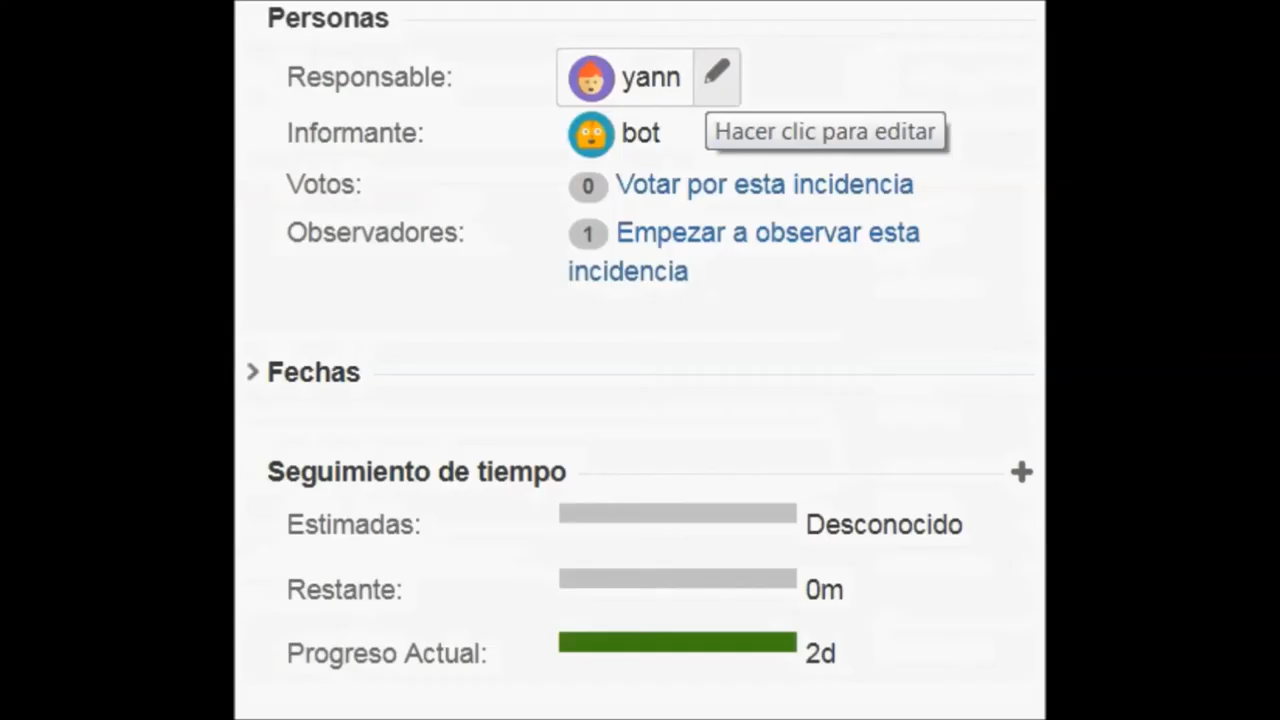 Personas
Responsable: yann
Hacer clic para editar
Informante: bot
Votos: 0 Votar por esta incidencia
Observadores: 1 Empezar a observar esta
incidencia
Fechas
Seguimiento de tiempo
Estimadas: Desconocido
Restante: 0m
Progreso Actual: 2d